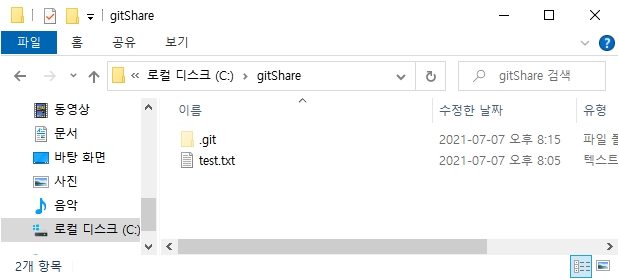 gitShare
파일 홈 공유 보기
로컬 디스크 (C:) gitShare gitShare 검색
이름 수정한 날짜 유형
동영상
문서
바탕 화면
사진
음악
로컬 디스크 (C:)
.git 2021-07-07 오후 8:15 파일
test.txt 2021-07-07 오후 8:05 텍스트
2개 항목